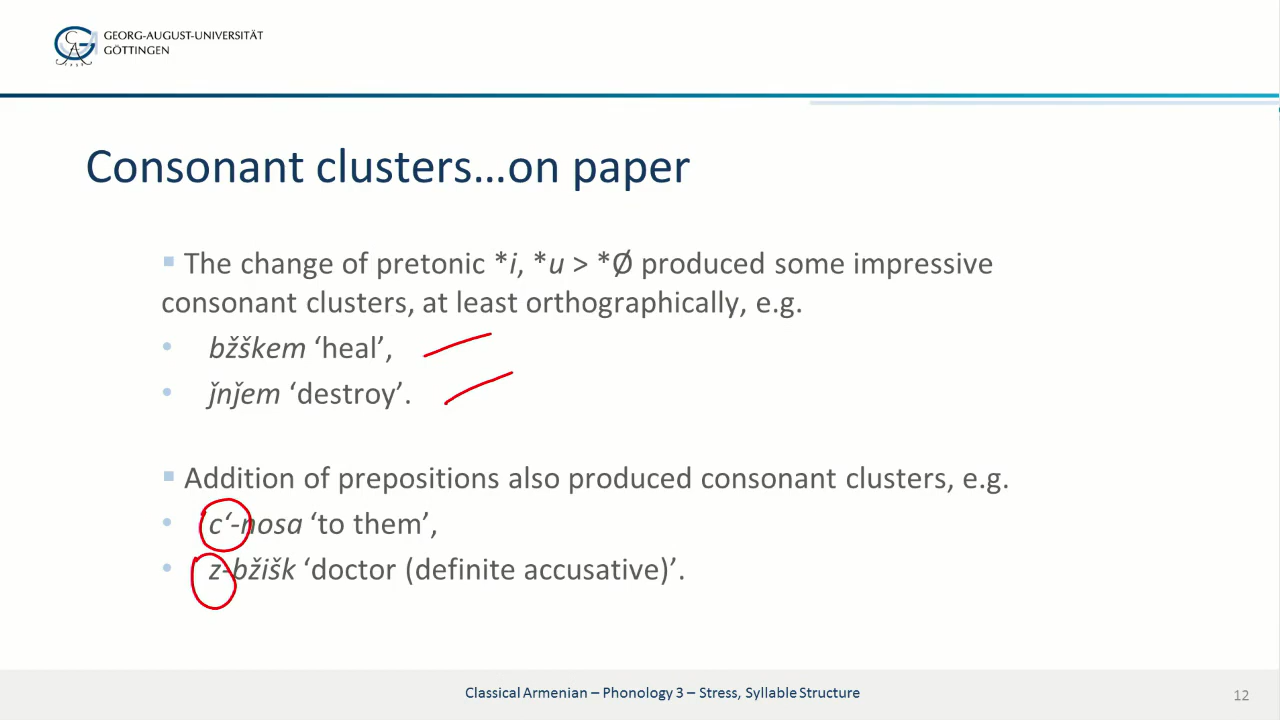 GEORG-AUGUST-UNIVERSITÄT
GÖTTINGEN
Consonant clusters…on paper
The change of pretonic *i, *u > *Ø produced some impressive
consonant clusters, at least orthographically, e.g.
bžškem ‘heal’,
ǰnǰem ‘destroy’.
Addition of prepositions also produced consonant clusters, e.g.
c‘-nosa ‘to them’,
z-bžišk ‘doctor (definite accusative)’.
Classical Armenian – Phonology 3 – Stress, Syllable Structure
12